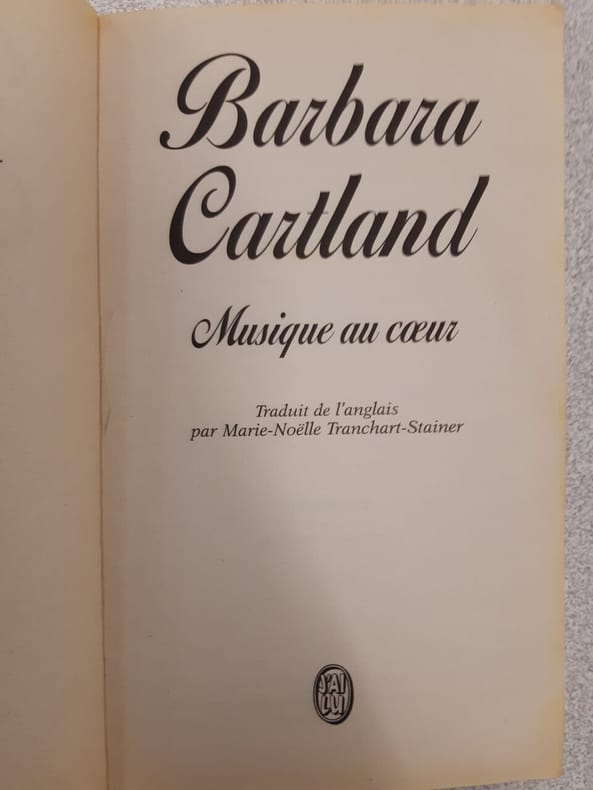 Barbara
Cartland
Musique au cœur
Traduit de l'anglais
par Marie-Noëlle Tranchart-Stainer
J'AI
LU